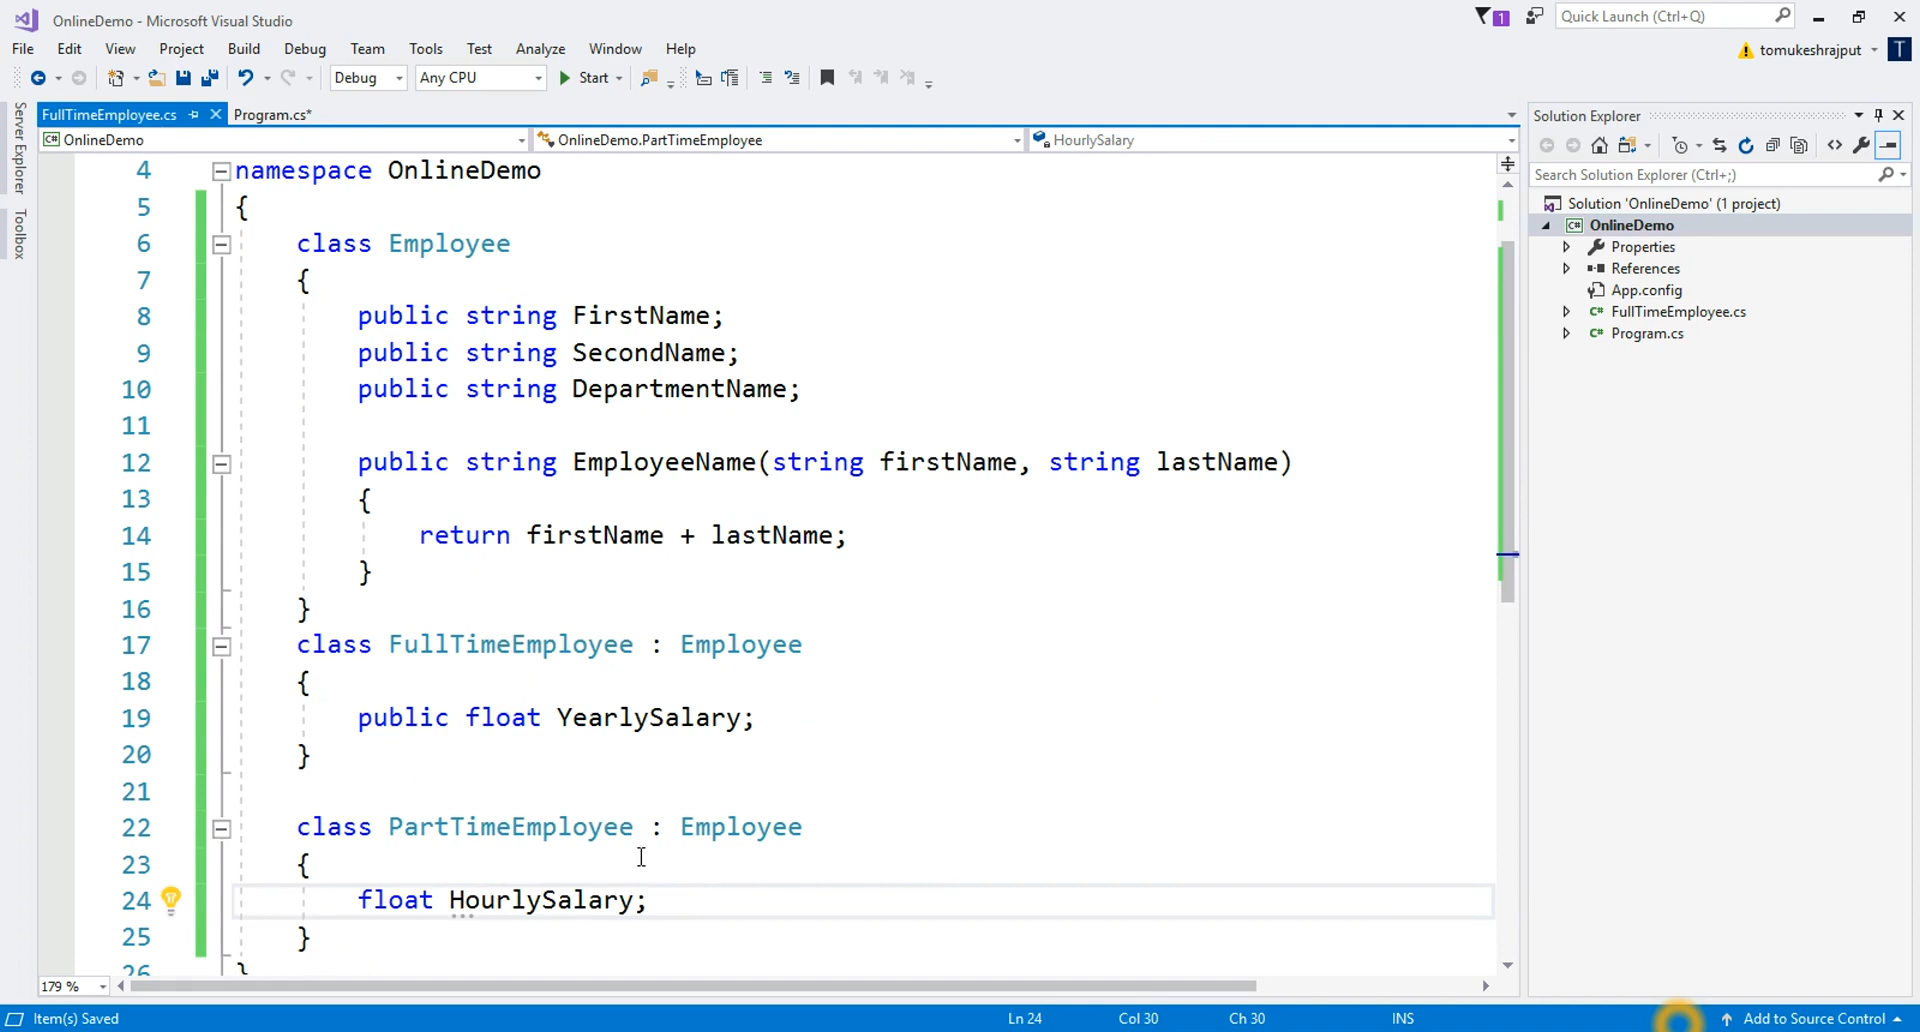 OnlineDemo - Microsoft Visual Studio
1
Quick Launch (Ctrl+Q)
File Edit View Project Build Debug Team Tools Test Analyze Window Help
tomukeshrajput
T
Debug
Any CPU
Start
Server Explorer
Toolbox
FullTimeEmployee.cs
Program.cs*
OnlineDemo
OnlineDemo.PartTimeEmployee
HourlySalary
4 namespace OnlineDemo
5 {
6 class Employee
7 {
8 public string FirstName;
9 public string SecondName;
10 public string DepartmentName;
11
12 public string EmployeeName(string firstName, string lastName)
13 {
14 return firstName + lastName;
15 }
16 }
17 class FullTimeEmployee : Employee
18 {
19 public float YearlySalary;
20 }
21
22 class PartTimeEmployee : Employee
23 {
24 float HourlySalary;
25 }
26 }
179 %
Solution Explorer
Search Solution Explorer (Ctrl+;)
Solution 'OnlineDemo' (1 project)
C# OnlineDemo
Properties
References
App.config
C# FullTimeEmployee.cs
C# Program.cs
Item(s) Saved
Ln 24
Col 30
Ch 30
INS
Add to Source Control